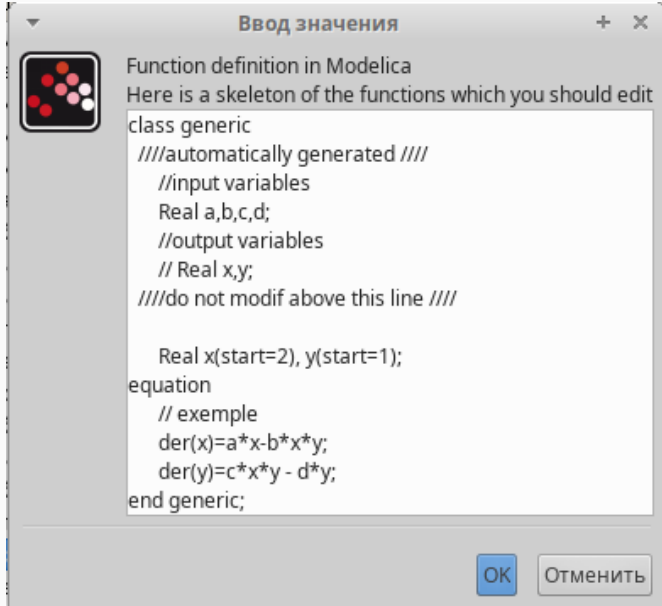 Ввод значения
Function definition in Modelica
Here is a skeleton of the functions which you should edit
class generic
////automatically generated ////
//input variables
Real a,b,c,d;
//output variables
// Real x,y;
////do not modif above this line ////
Real x(start=2), y(start=1);
equation
// exemple
der(x)=a*x-b*x*y;
der(y)=c*x*y - d*y;
end generic;
OK
Отменить